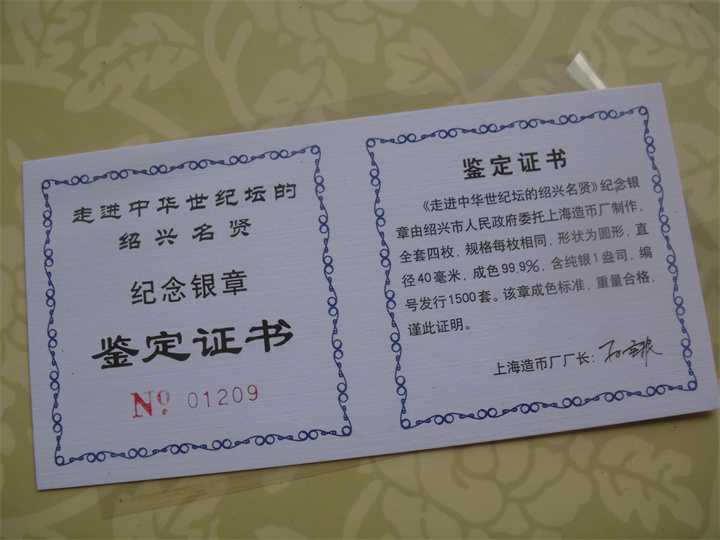 走进中华世纪坛的
绍兴名贤
纪念银章
鉴定证书
Nº 01209
鉴定证书
《走进中华世纪坛的绍兴名贤》纪念银
章由绍兴市人民政府委托上海造币厂制作,
全套四枚, 规格每枚相同, 形状为圆形, 直
径40毫米, 成色99.9%, 含纯银1盎司, 编
号发行1500套。该章成色标准, 重量合格,
谨此证明。
上海造币厂厂长: